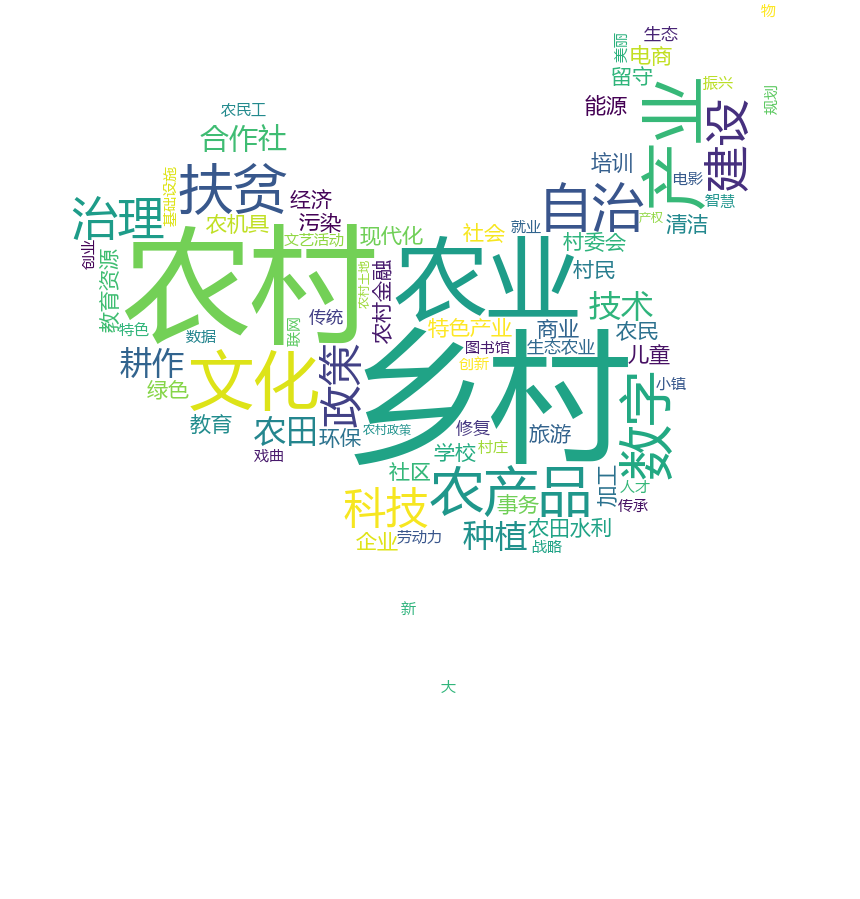 物
生态
美丽
电商
留守
振兴
规划
能源
农民工
产业
建设
合作社
培训
电影
扶贫
智慧
基础设施
经济
自治
治理
农机具
污染
社会
就业
产权
清洁
文艺活动
现代化
村委会
创业
农村
农业
教育资源
农村土地
农村金融
村民
技术
传统
特色
数据
联网
特色产业
商业
农民
图书馆
生态农业
儿童
耕作
创新
乡村
绿色
文化
政策
小镇
数字
教育
农田
环保
农村政策
修复
旅游
戏曲
学校
村庄
社区
农产品
加工
人才
科技
事务
传承
企业
劳动力
种植
农田水利
战略
新
大